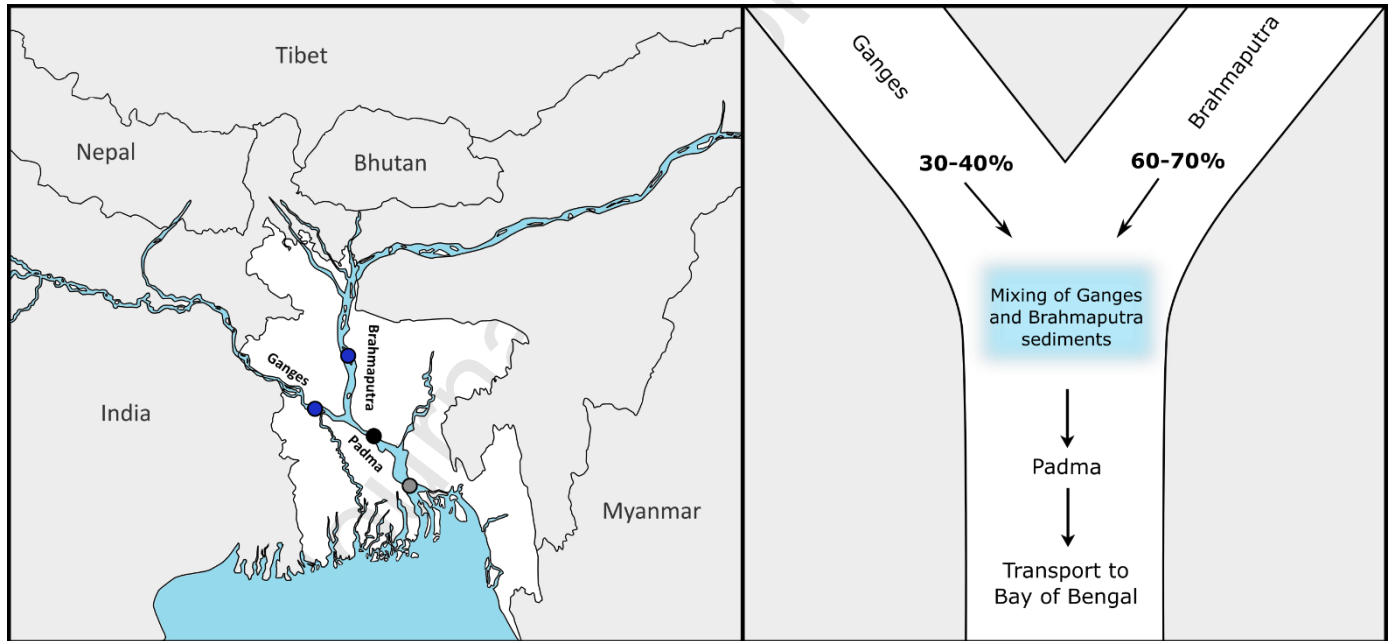 Tibet
Nepal
Bhutan
Brahmaputra
Ganges
India
Padma
Myanmar
Ganges
Brahmaputra
30-40%
60-70%
Mixing of Ganges
and Brahmaputra
sediments
Padma
Transport to
Bay of Bengal